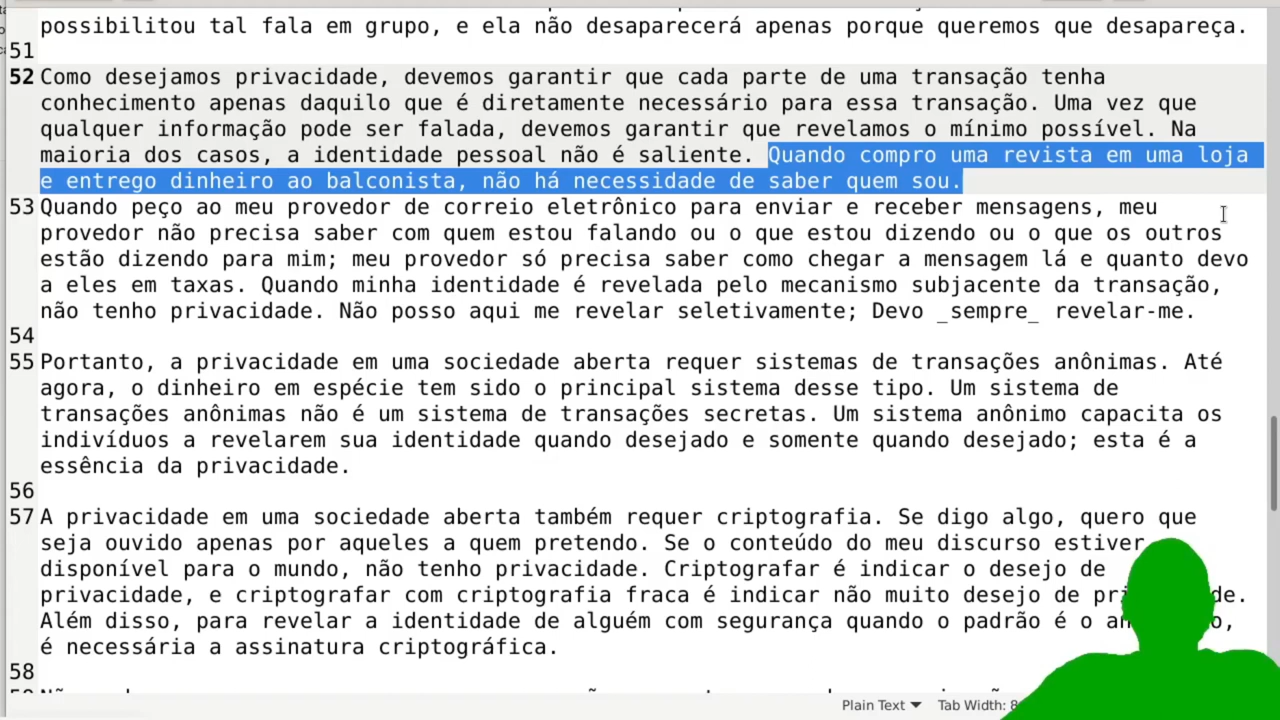 possibilitou tal fala em grupo, e ela não desaparecerá apenas porque queremos que desapareça.
51
52 Como desejamos privacidade, devemos garantir que cada parte de uma transação tenha
conhecimento apenas daquilo que é diretamente necessário para essa transação. Uma vez que
qualquer informação pode ser falada, devemos garantir que revelamos o mínimo possível. Na
maioria dos casos, a identidade pessoal não é saliente. Quando compro uma revista em uma loja
e entrego dinheiro ao balconista, não há necessidade de saber quem sou.
53 Quando peço ao meu provedor de correio eletrônico para enviar e receber mensagens, meu
provedor não precisa saber com quem estou falando ou o que estou dizendo ou o que os outros
estão dizendo para mim; meu provedor só precisa saber como chegar a mensagem lá e quanto devo
a eles em taxas. Quando minha identidade é revelada pelo mecanismo subjacente da transação,
não tenho privacidade. Não posso aqui me revelar seletivamente; Devo _sempre_ revelar-me.
54
55 Portanto, a privacidade em uma sociedade aberta requer sistemas de transações anônimas. Até
agora, o dinheiro em espécie tem sido o principal sistema desse tipo. Um sistema de
transações anônimas não é um sistema de transações secretas. Um sistema anônimo capacita os
indivíduos a revelarem sua identidade quando desejado e somente quando desejado; esta é a
essência da privacidade.
56
57 A privacidade em uma sociedade aberta também requer criptografia. Se digo algo, quero que
seja ouvido apenas por aqueles a quem pretendo. Se o conteúdo do meu discurso estiver
disponível para o mundo, não tenho privacidade. Criptografar é indicar o desejo de
privacidade, e criptografar com criptografia fraca é indicar não muito desejo de
Além disso, para revelar a identidade de alguém com segurança quando o padrão é o
é necessária a assinatura criptográfica.
58
Plain Text Tab Width: 8